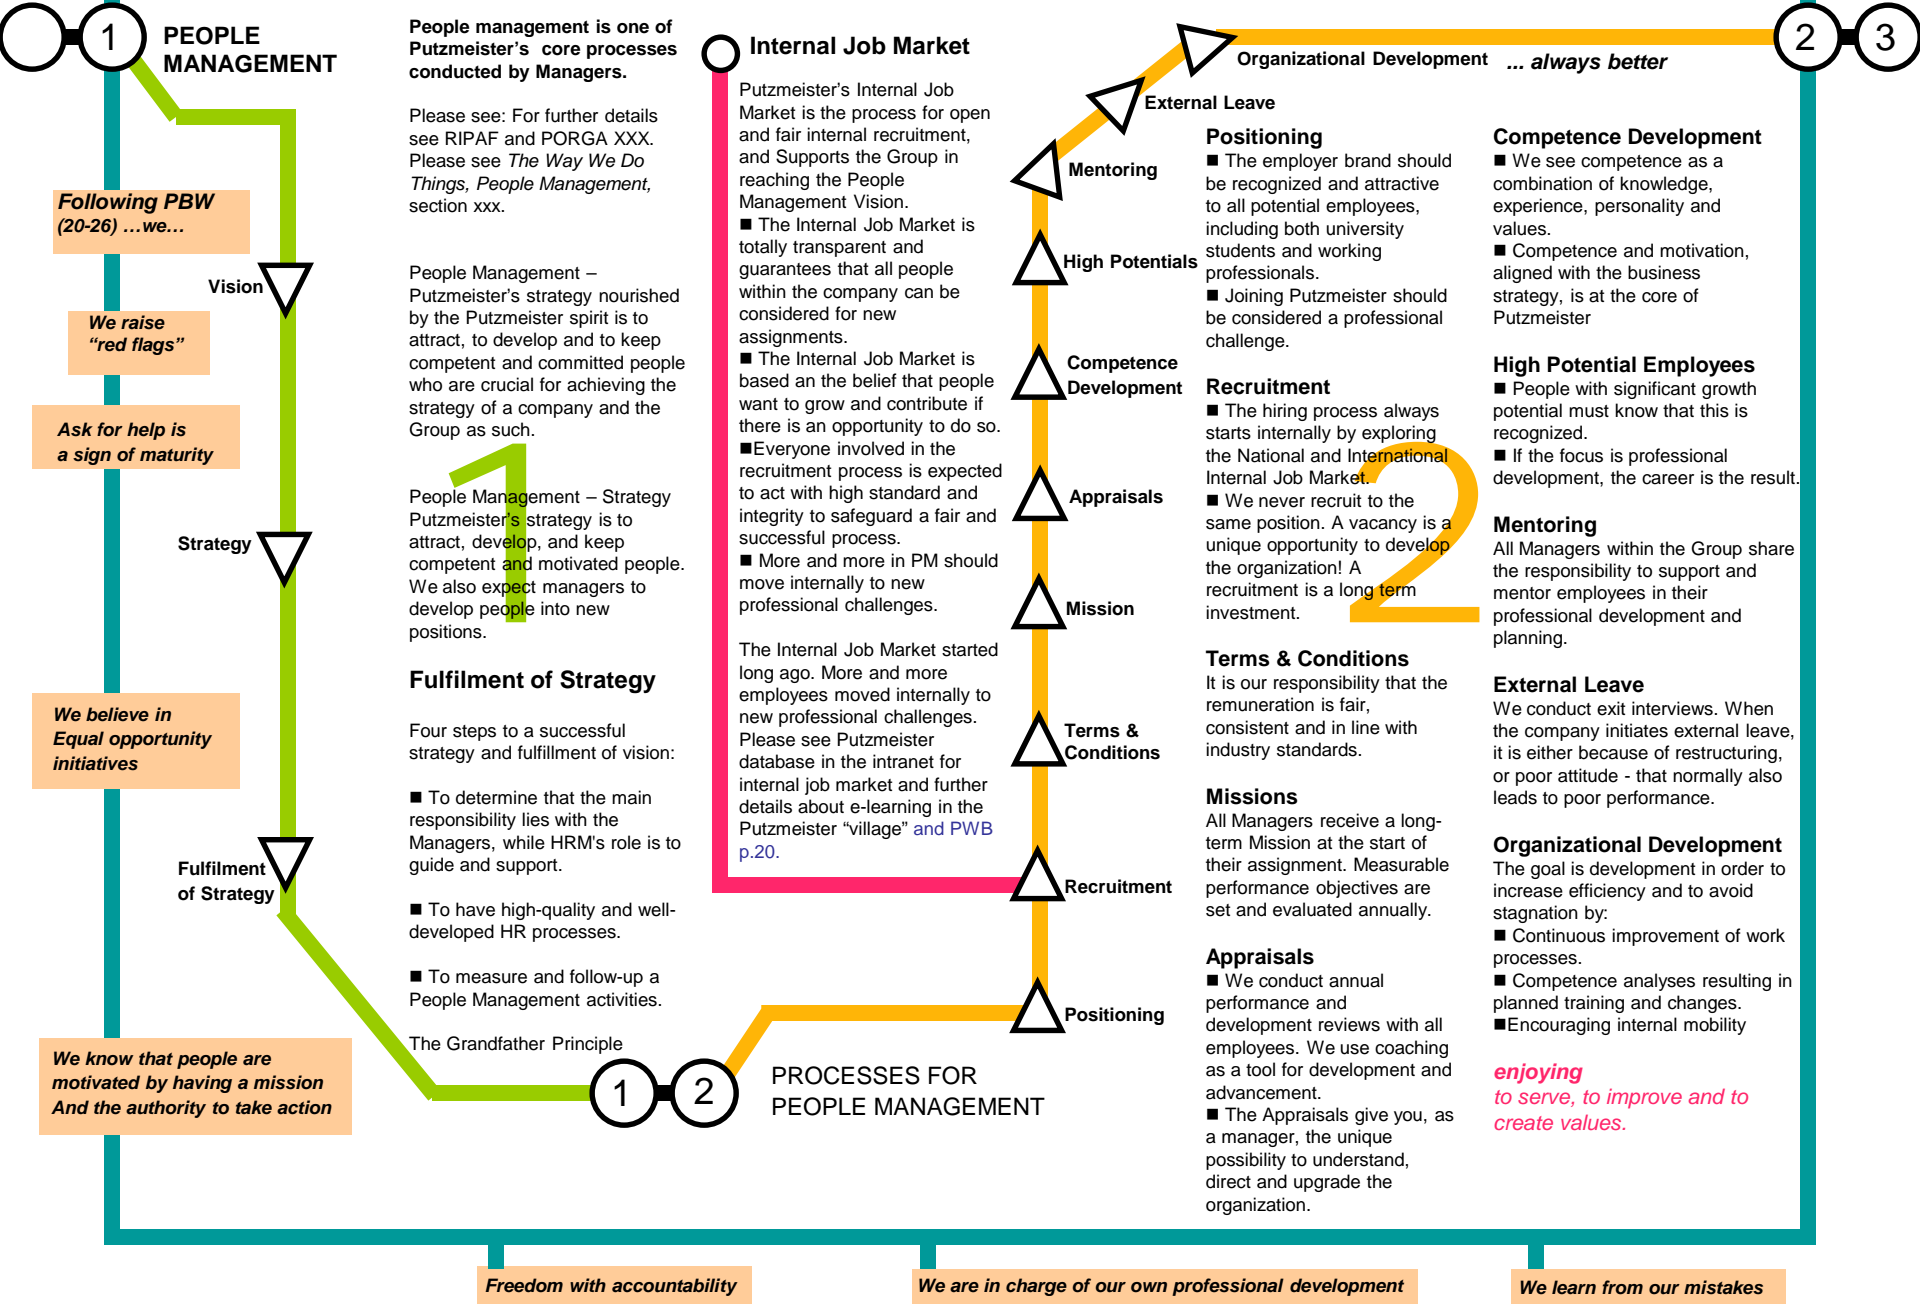 1
PEOPLE
MANAGEMENT
Following PBW
(20-26) …we…
Vision
We raise
“red flags”
Ask for help is
a sign of maturity
Strategy
We believe in
Equal opportunity
initiatives
Fulfilment
of Strategy
We know that people are
motivated by having a mission
And the authority to take action
People management is one of
Putzmeister’s core processes
conducted by Managers.
Please see: For further details
see RIPAF and PORGA XXX.
Please see The Way We Do
Things, People Management,
section xxx.
People Management –
Putzmeister’s strategy nourished
by the Putzmeister spirit is to
attract, to develop and to keep
competent and committed people
who are crucial for achieving the
strategy of a company and the
Group as such.
1
People Management – Strategy
Putzmeister’s strategy is to
attract, develop, and keep
competent and motivated people.
We also expect managers to
develop people into new
positions.
Fulfilment of Strategy
Four steps to a successful
strategy and fulfillment of vision:
■ To determine that the main
responsibility lies with the
Managers, while HRM's role is to
guide and support.
■ To have high-quality and well-
developed HR processes.
■ To measure and follow-up a
People Management activities.
The Grandfather Principle
1
2
PROCESSES FOR
PEOPLE MANAGEMENT
Internal Job Market
Putzmeister’s Internal Job
Market is the process for open
and fair internal recruitment,
and Supports the Group in
reaching the People
Management Vision.
■ The Internal Job Market is
totally transparent and
guarantees that all people
within the company can be
considered for new
assignments.
■ The Internal Job Market is
based an the belief that people
want to grow and contribute if
there is an opportunity to do so.
■Everyone involved in the
recruitment process is expected
to act with high standard and
integrity to safeguard a fair and
successful process.
■ More and more in PM should
move internally to new
professional challenges.
The Internal Job Market started
long ago. More and more
employees moved internally to
new professional challenges.
Please see Putzmeister
database in the intranet for
internal job market and further
details about e-learning in the
Putzmeister “village” and PWB
p.20.
Organizational Development ... always better
2
3
External Leave
Mentoring
High Potentials
Competence
Development
Appraisals
Mission
Terms &
Conditions
Recruitment
Positioning
Positioning
■ The employer brand should
be recognized and attractive
to all potential employees,
including both university
students and working
professionals.
■ Joining Putzmeister should
be considered a professional
challenge.
Recruitment
■ The hiring process always
starts internally by exploring
the National and International
Internal Job Market.
■ We never recruit to the
same position. A vacancy is a
unique opportunity to develop
the organization! A
recruitment is a long term
investment.
2
Terms & Conditions
It is our responsibility that the
remuneration is fair,
consistent and in line with
industry standards.
Missions
All Managers receive a long-
term Mission at the start of
their assignment. Measurable
performance objectives are
set and evaluated annually.
Appraisals
■ We conduct annual
performance and
development reviews with all
employees. We use coaching
as a tool for development and
advancement.
■ The Appraisals give you, as
a manager, the unique
possibility to understand,
direct and upgrade the
organization.
Competence Development
■ We see competence as a
combination of knowledge,
experience, personality and
values.
■ Competence and motivation,
aligned with the business
strategy, is at the core of
Putzmeister
High Potential Employees
■ People with significant growth
potential must know that this is
recognized.
■ If the focus is professional
development, the career is the result.
Mentoring
All Managers within the Group share
the responsibility to support and
mentor employees in their
professional development and
planning.
External Leave
We conduct exit interviews. When
the company initiates external leave,
it is either because of restructuring,
or poor attitude - that normally also
leads to poor performance.
Organizational Development
The goal is development in order to
increase efficiency and to avoid
stagnation by:
■ Continuous improvement of work
processes.
■ Competence analyses resulting in
planned training and changes.
■Encouraging internal mobility
enjoying
to serve, to improve and to
create values.
Freedom with accountability
We are in charge of our own professional development
We learn from our mistakes